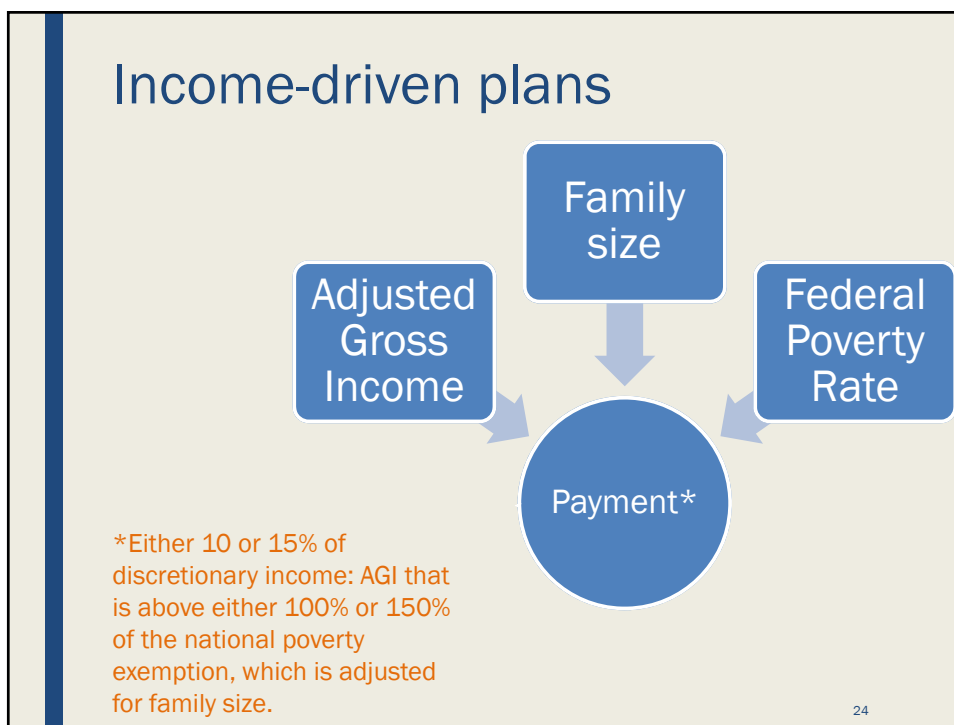 Income-driven plans
Family
size
Adjusted
Gross
Income
Federal
Poverty
Rate
Payment*
*Either 10 or 15% of
discretionary income: AGI that
is above either 100% or 150%
of the national poverty
exemption, which is adjusted
for family size.
24